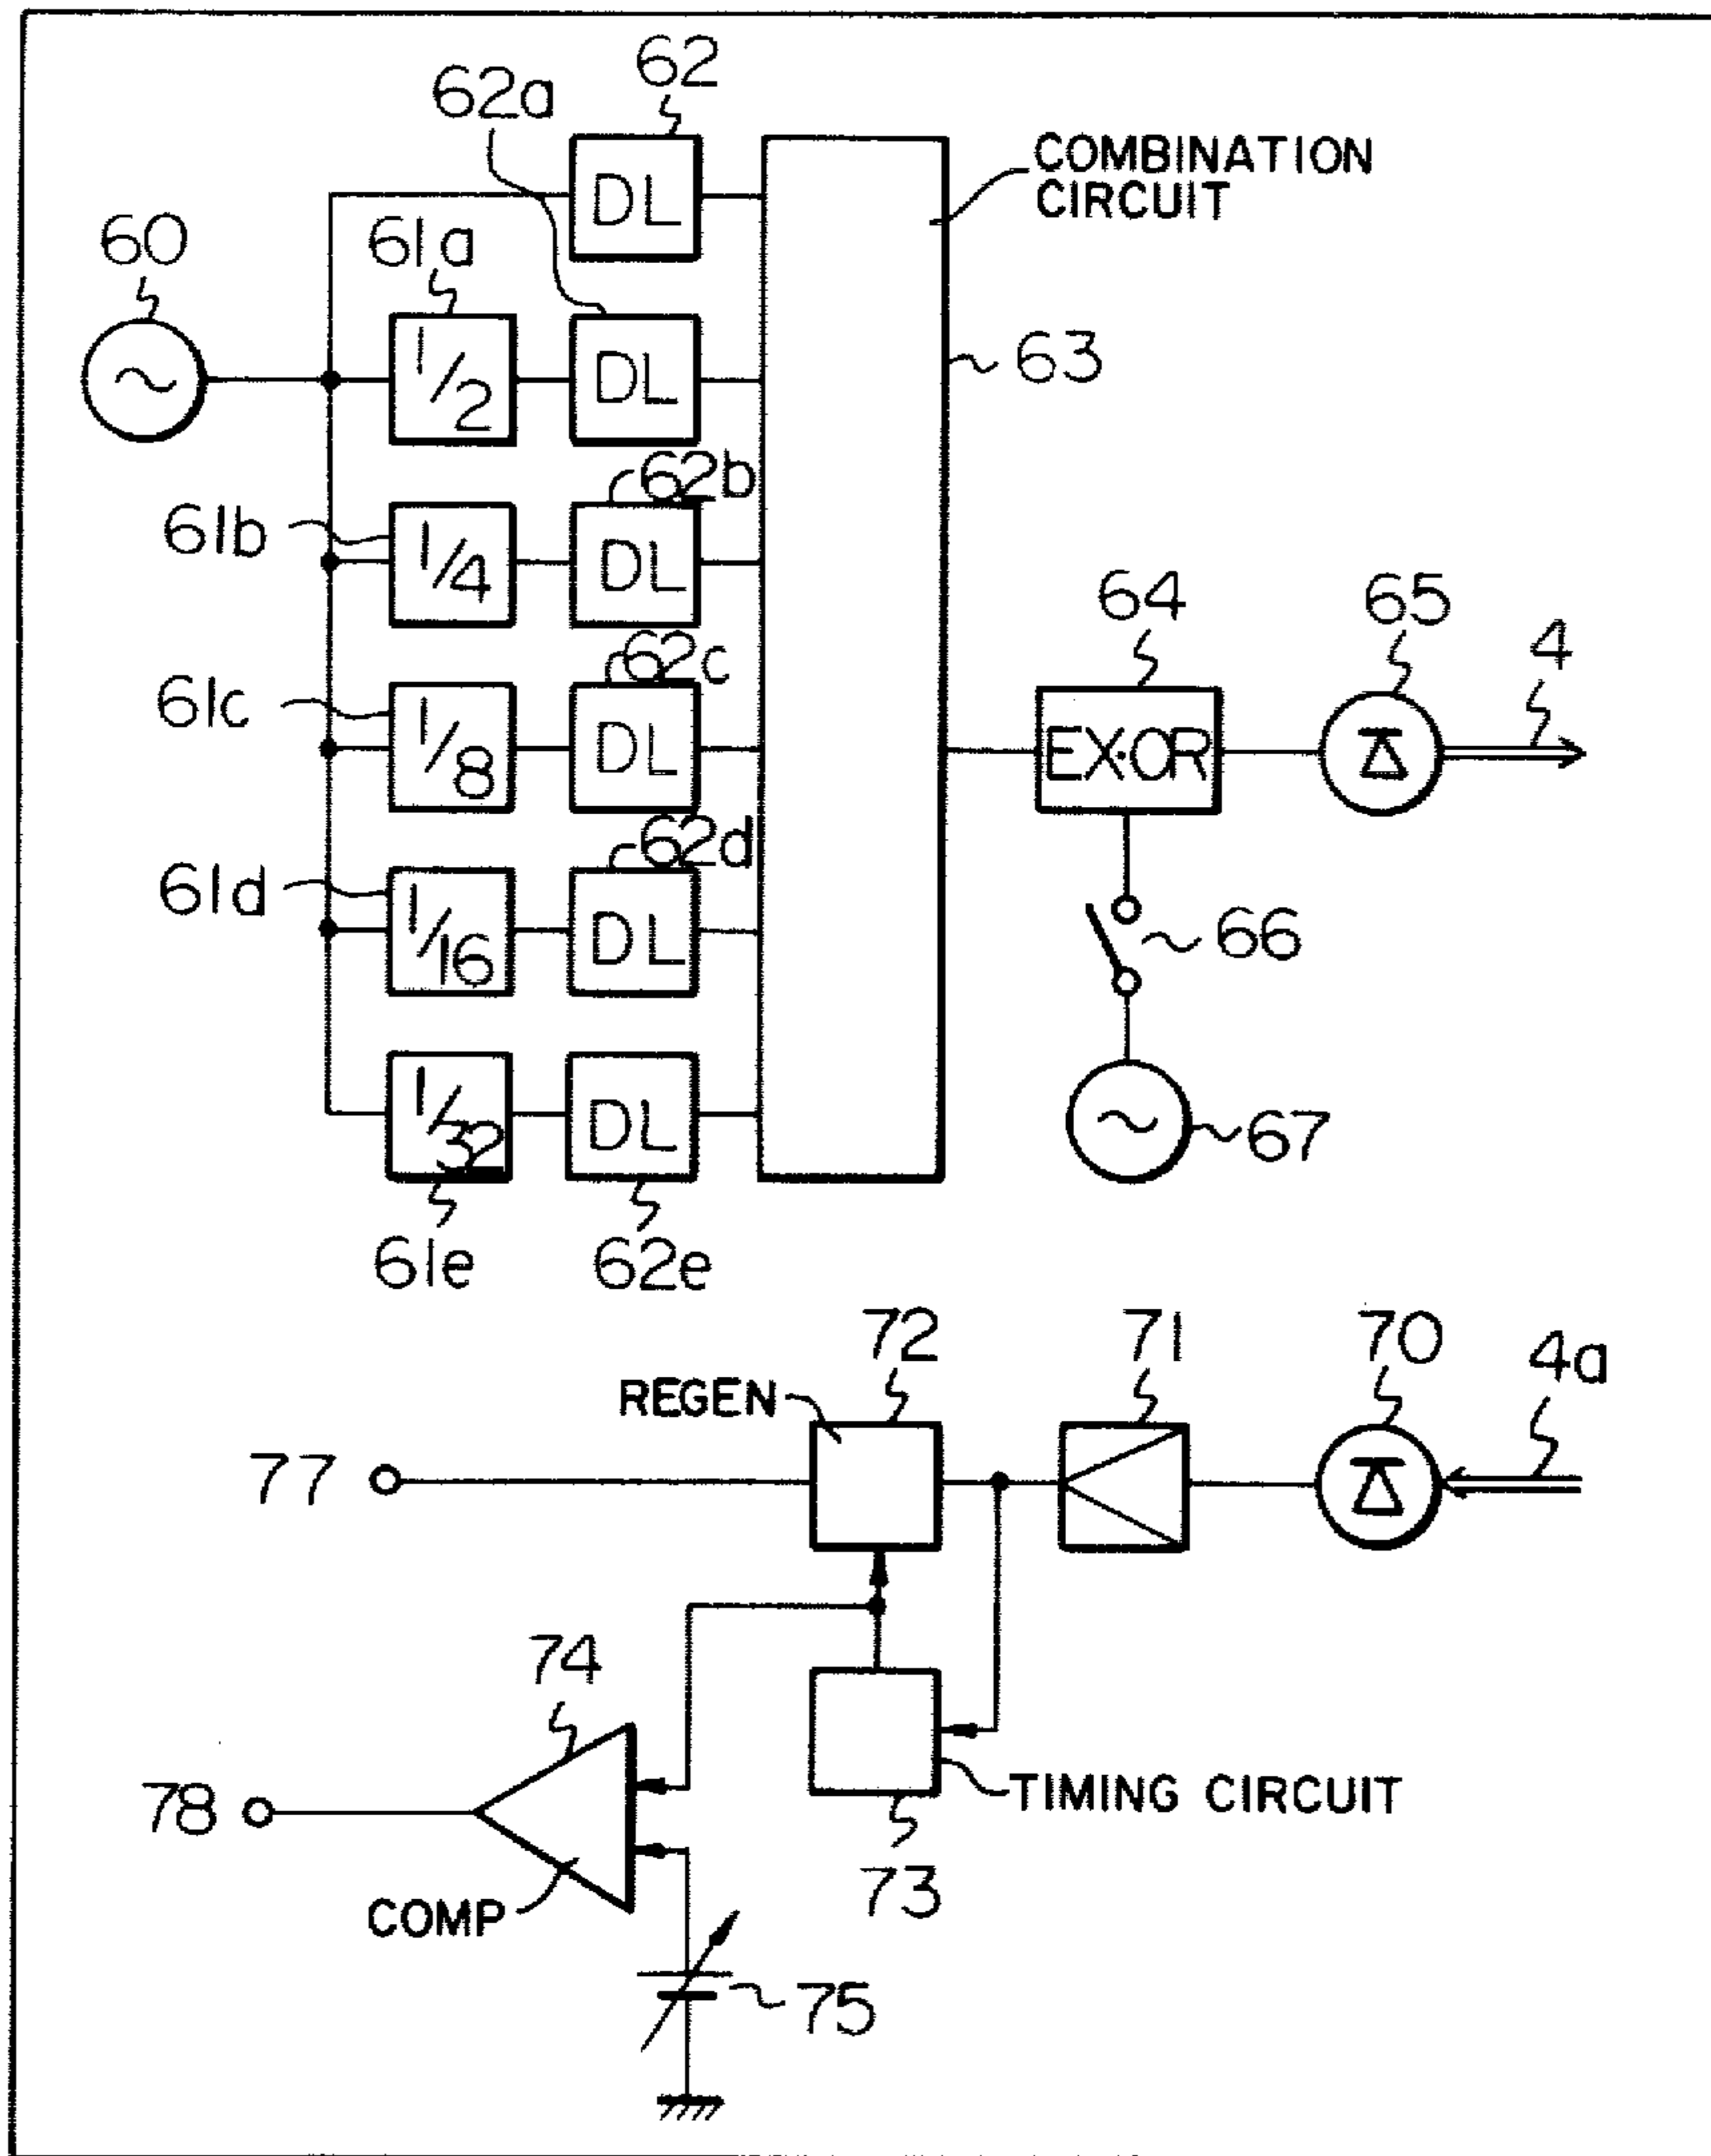 62
62a
DL
COMBINATION
CIRCUIT
60
61a
1/2
DL
63
62b
61b
1/4
DL
64
65
4
62c
61c
1/8
DL
EX·OR
62d
61d
1/16
DL
66
1/32
DL
67
61e
62e
72
71
70
4a
REGEN
77
74
78
TIMING CIRCUIT
73
COMP
75